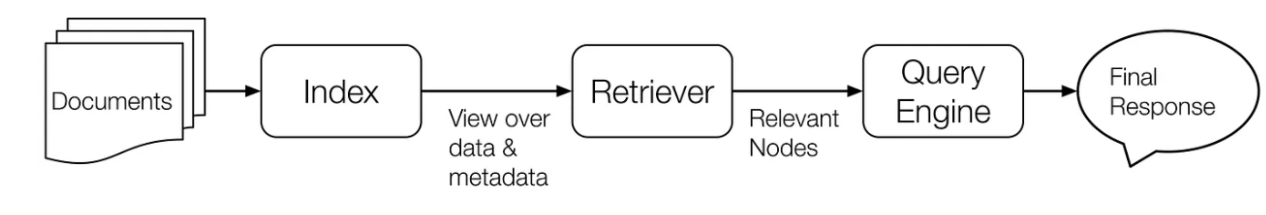 Documents
Index
View over
data &
metadata
Retriever
Relevant
Nodes
Query
Engine
Final
Response